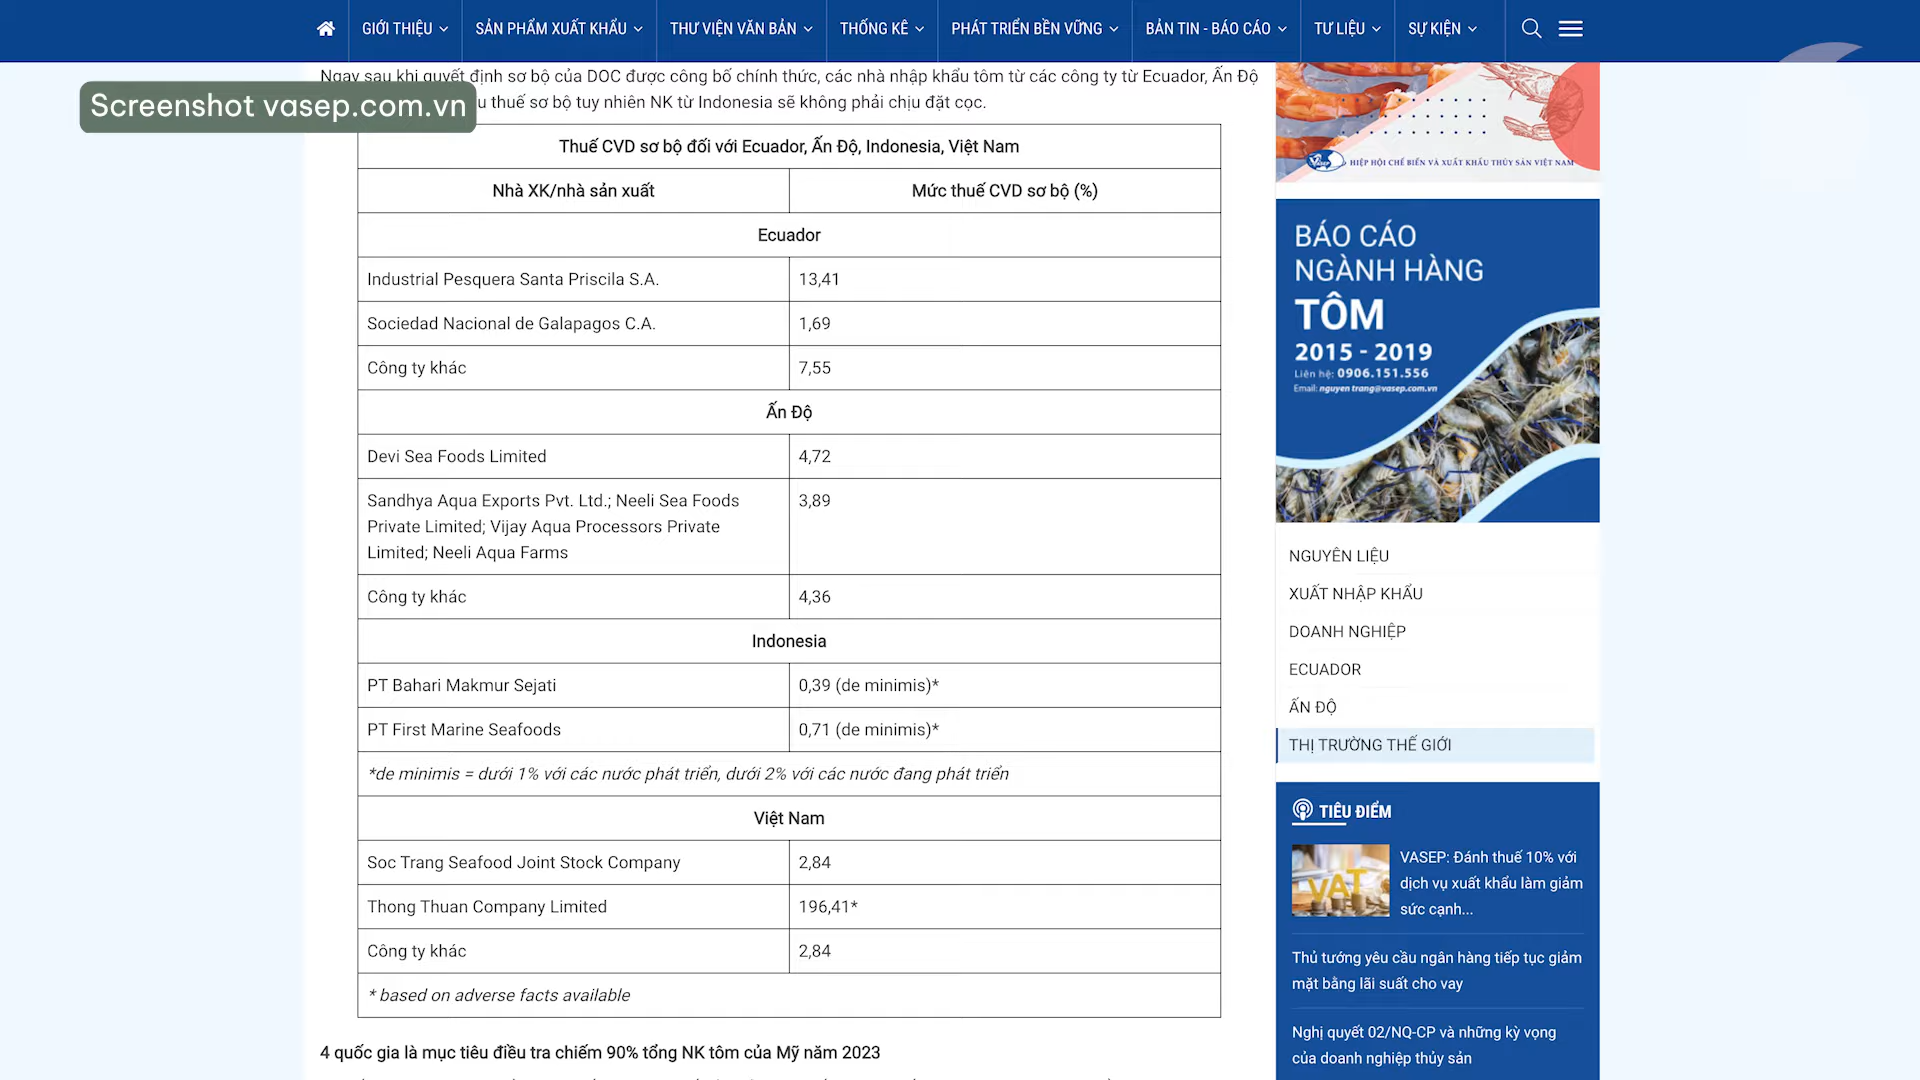 GIỚI THIỆU
SẢN PHẨM XUẤT KHẨU
THƯ VIỆN VĂN BẢN
THỐNG KÊ
PHÁT TRIỂN BỀN VỮNG
BẢN TIN - BÁO CÁO
TƯ LIỆU
SỰ KIỆN
Ngay sau khi quyết định sơ bộ của DOC được công bố chính thức, các nhà nhập khẩu tôm từ các công ty từ Ecuador, Ấn Độ
thuế sơ bộ tuy nhiên NK từ Indonesia sẽ không phải chịu đặt cọc.
Screenshot vasep.com.vn
Thuế CVD sơ bộ đối với Ecuador, Ấn Độ, Indonesia, Việt Nam
Nhà XK/nhà sản xuất
Mức thuế CVD sơ bộ (%)
Ecuador
Industrial Pesquera Santa Priscila S.A.
13,41
Sociedad Nacional de Galapagos C.A.
1,69
Công ty khác
7,55
Ấn Độ
Devi Sea Foods Limited
4,72
Sandhya Aqua Exports Pvt. Ltd.; Neeli Sea Foods
Private Limited; Vijay Aqua Processors Private
Limited; Neeli Aqua Farms
3,89
Công ty khác
4,36
Indonesia
PT Bahari Makmur Sejati
0,39 (de minimis)*
PT First Marine Seafoods
0,71 (de minimis)*
*de minimis = dưới 1% với các nước phát triển, dưới 2% với các nước đang phát triển
Việt Nam
Soc Trang Seafood Joint Stock Company
2,84
Thong Thuan Company Limited
196,41*
Công ty khác
2,84
* based on adverse facts available
4 quốc gia là mục tiêu điều tra chiếm 90% tổng NK tôm của Mỹ năm 2023
VASEP
HIỆP HỘI CHẾ BIẾN VÀ XUẤT KHẨU THỦY SẢN VIỆT NAM
BÁO CÁO
NGÀNH HÀNG
TÔM
2015 - 2019
Liên hệ: 0906.151.556
Email: nguyen trang@vasep.com.vn
NGUYÊN LIỆU
XUẤT NHẬP KHẨU
DOANH NGHIỆP
ECUADOR
ẤN ĐỘ
THỊ TRƯỜNG THẾ GIỚI
TIÊU ĐIỂM
VAT
VASEP: Đánh thuế 10% với
dịch vụ xuất khẩu làm giảm
sức cạnh...
Thủ tướng yêu cầu ngân hàng tiếp tục giảm
mặt bằng lãi suất cho vay
Nghị quyết 02/NQ-CP và những kỳ vọng
của doanh nghiệp thủy sản